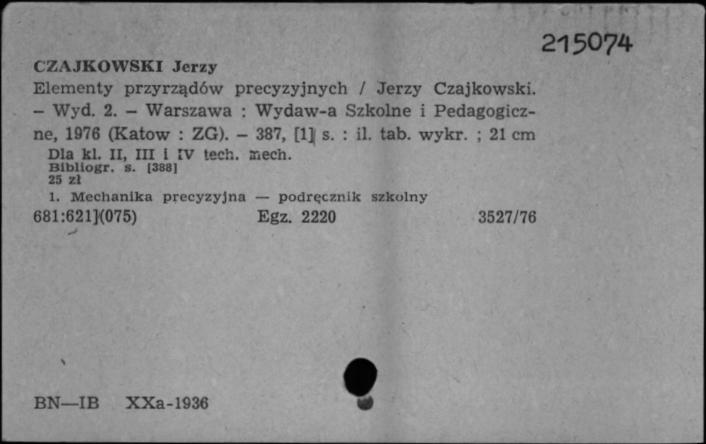 215074
CZAJKOWSKI Jerzy
Elementy przyrządów precyzyjnych / Jerzy Czajkowski.
– Wyd. 2. – Warszawa : Wydaw-a Szkolne i Pedagogicz-
ne, 1976 (Katow : ZG). – 387, [1] s. : il. tab. wykr. ; 21 cm
Dla kl. II, III i IV tech. mech.
Bibliogr. s. [388]
25 zł
1. Mechanika precyzyjna — podręcznik szkolny
681:621](075) Egz. 2220 3527/76
BN—IB XXa-1936